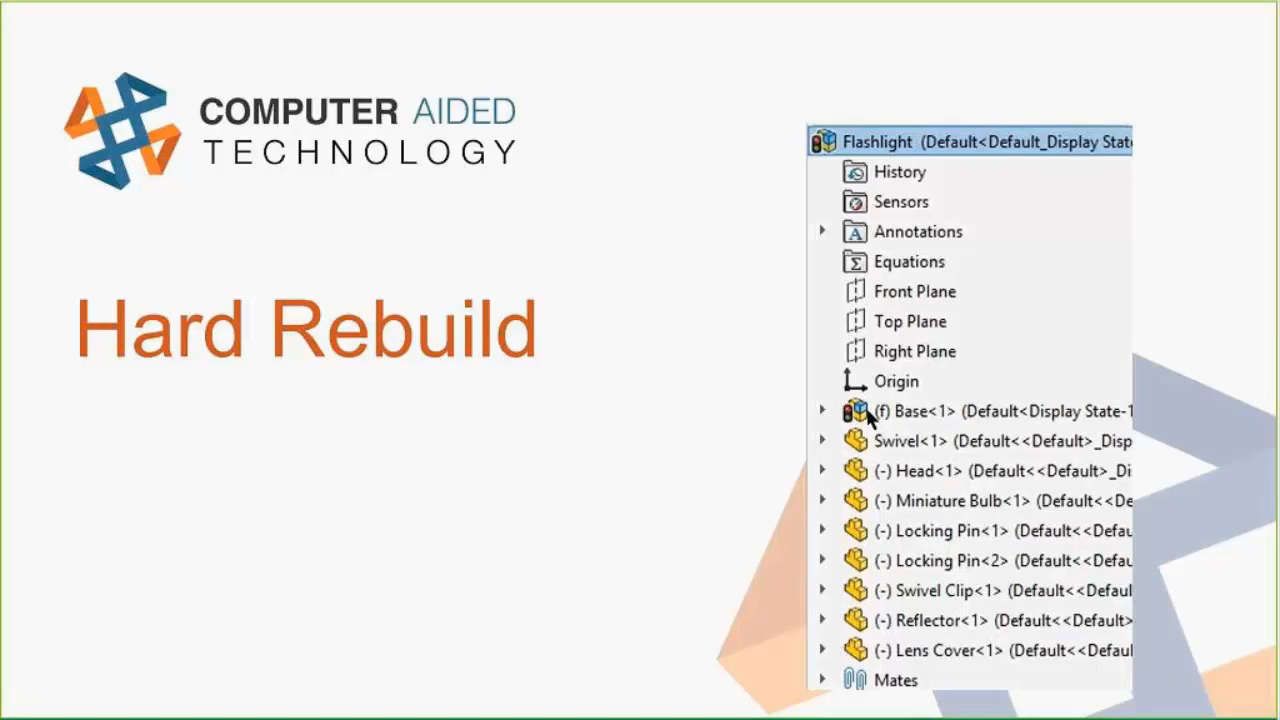 COMPUTER AIDED
TECHNOLOGY
Hard Rebuild
Flashlight (Default<Default_Display State
History
Sensors
Annotations
Equations
Front Plane
Top Plane
Right Plane
Origin
(f) Base<1> (Default<Display State-1
Swivel<1> (Default<<Default>_Disp
(-) Head<1> (Default<<Default>_Di
(-) Miniature Bulb<1> (Default<<De
(-) Locking Pin<1> (Default<<Defau
(-) Locking Pin<2> (Default<<Defau
(-) Swivel Clip<1> (Default<<Defaul
(-) Reflector<1> (Default<<Default>
(-) Lens Cover<1> (Default<<Defaul
Mates